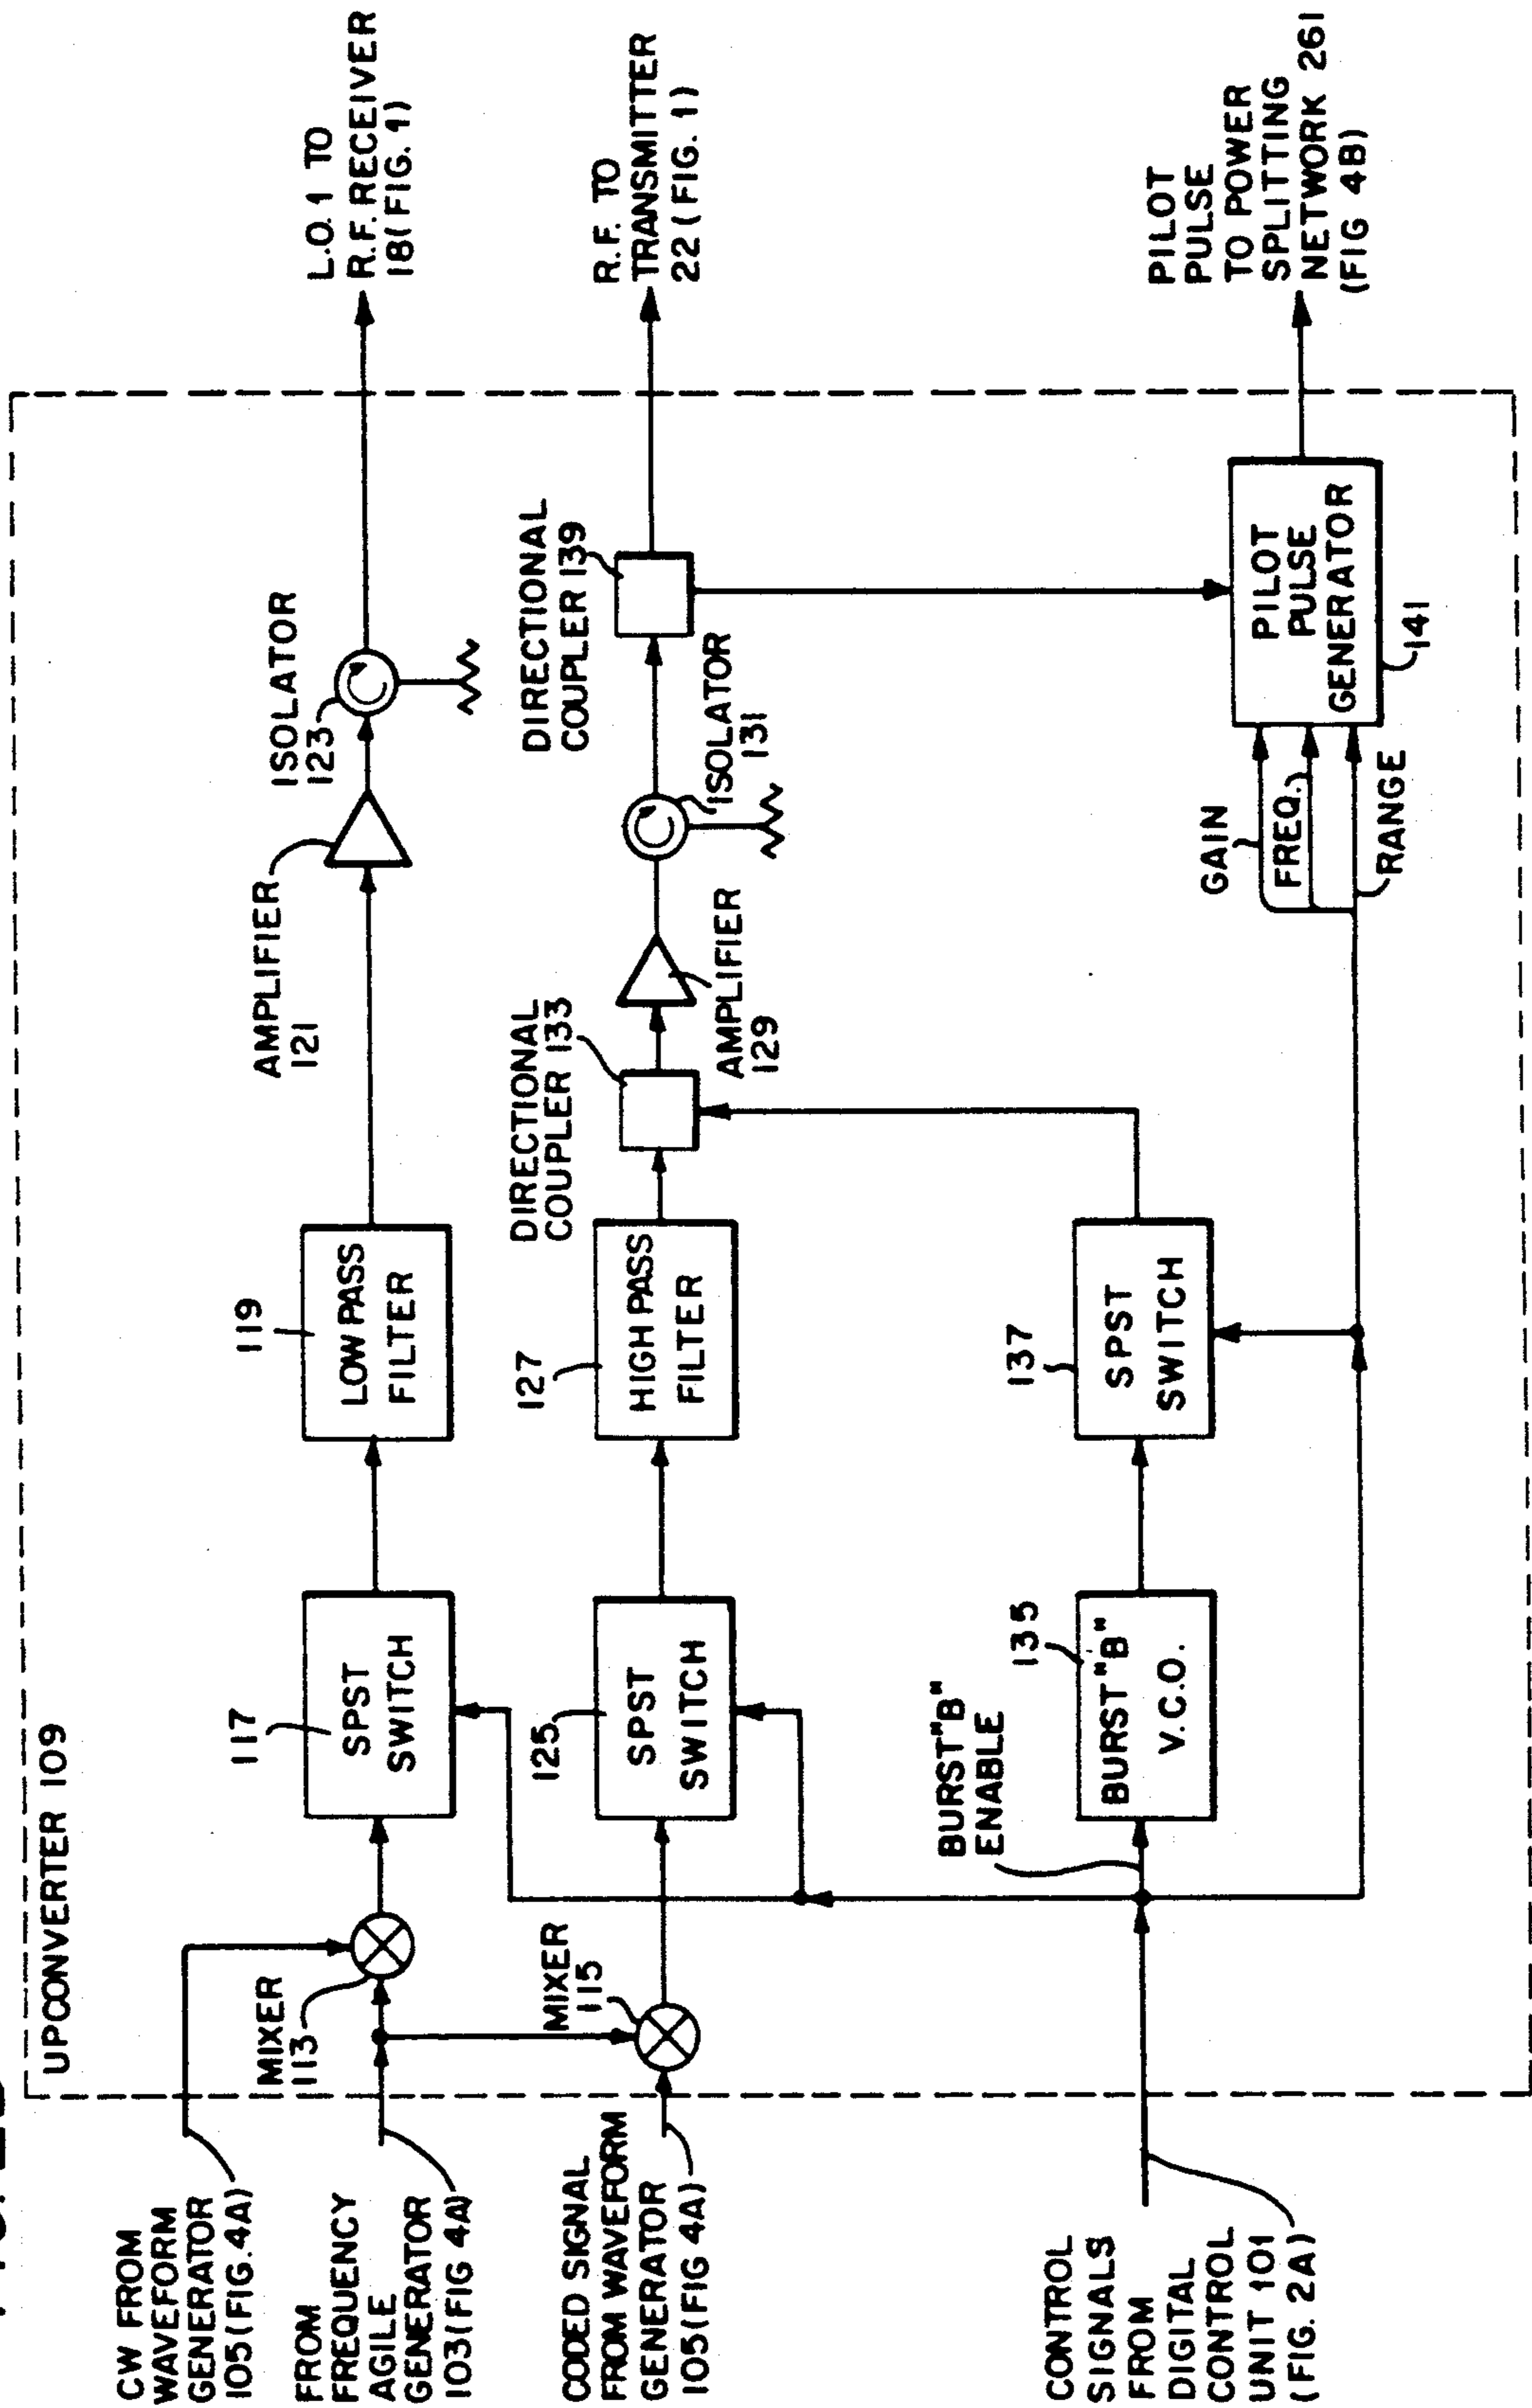 UPCONVERTER 109
CW FROM
WAVEFORM
GENERATOR
105(FIG.4A)
FROM
FREQUENCY
AGILE
GENERATOR
103(FIG 4A)
CODED SIGNAL
FROM WAVEFORM
GENERATOR
105(FIG 4A)
CONTROL
SIGNALS
FROM
DIGITAL
CONTROL
UNIT 101
(FIG. 2A)
MIXER
113
MIXER
115
117
SPST
SWITCH
119
LOW PASS
FILTER
AMPLIFIER
121
ISOLATOR
123
L.O.1 TO
R.F. RECEIVER
18(FIG. 1)
125
SPST
SWITCH
127
HIGH PASS
FILTER
DIRECTIONAL
COUPLER 133
AMPLIFIER
129
ISOLATOR
131
DIRECTIONAL
COUPLER 139
R.F. TO
TRANSMITTER
22(FIG. 1)
BURST"B"
ENABLE
135
BURST"B"
V.C.O.
137
SPST
SWITCH
GAIN
FREQ.
RANGE
PILOT
PULSE
GENERATOR
141
PILOT
PULSE
TO POWER
SPLITTING
NETWORK 261
(FIG 4B)